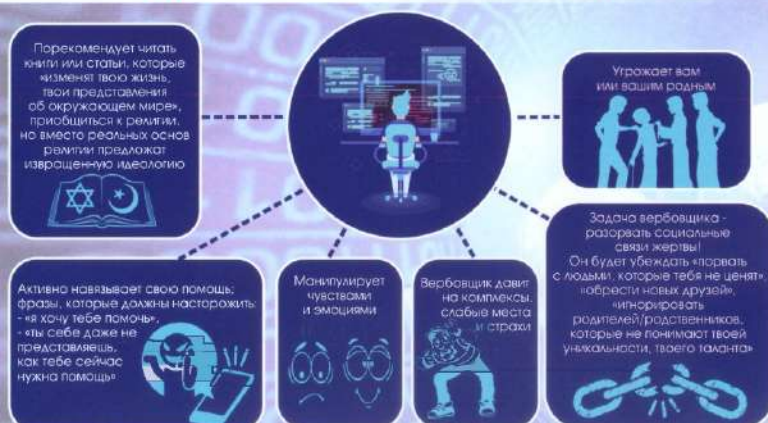 Порекомендует читать
книги или статьи, которые
«изменят твою жизнь,
твои представления
об окружающем мире»,
приобщиться к религии,
но вместо реальных основ
религии предложат
извращенную идеологию
Угрожает вам
или вашим родным
Активно навязывает свою помощь;
фразы, которые должны насторожить:
- «я хочу тебе помочь»,
- «ты себе даже не
представляешь,
как тебе сейчас
нужна помощь»
Манипулирует
чувствами
и эмоциями
Вербовщик давит
на комплексы,
слабые места
и страхи
Задача вербовщика -
разорвать социальные
связи жертвы!
Он будет убеждать «порвать
с людьми, которые тебя не ценят»,
«обрести новых друзей»,
«игнорировать
родителей/родственников,
которые не понимают твоей
уникальности, твоего таланта»